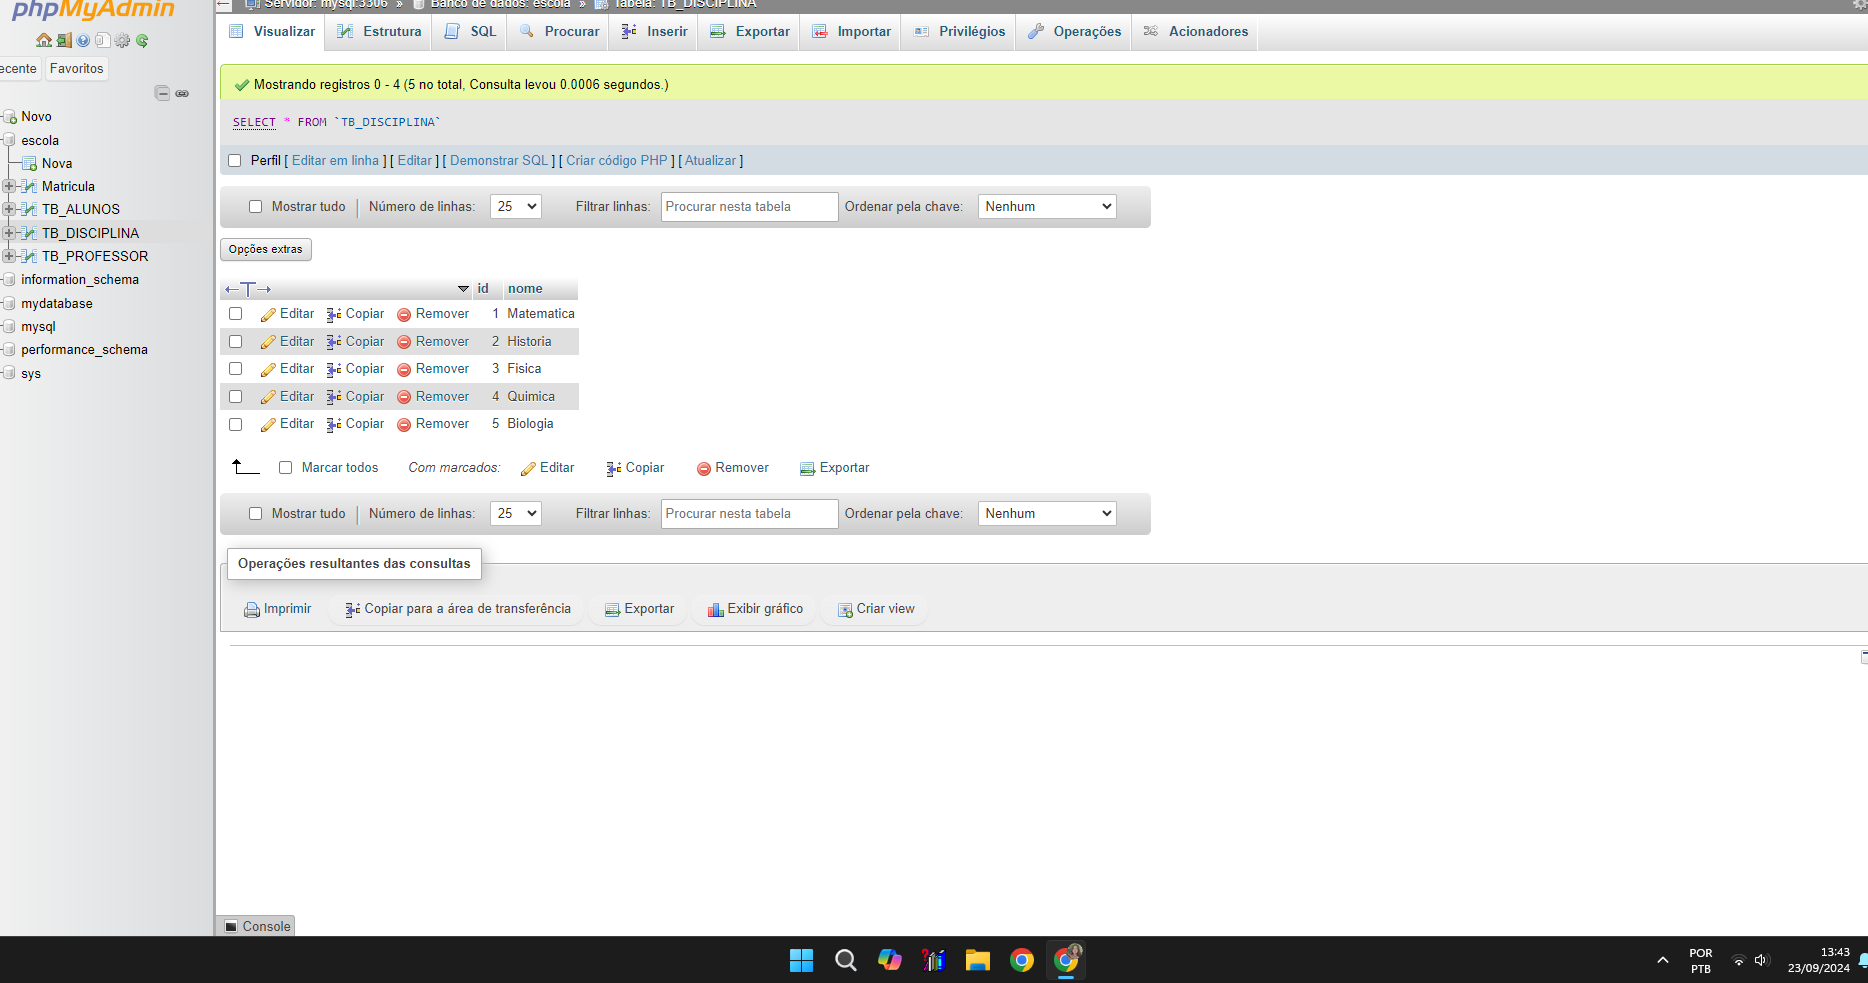 phpMyAdmin
ecente Favoritos
Novo
escola
Nova
Matricula
TB_ALUNOS
TB_DISCIPLINA
TB_PROFESSOR
information_schema
mydatabase
mysql
performance_schema
sys
Servidor: mysql:3306 » Banco de dados: escola » Tabela: TB_DISCIPLINA
Visualizar Estrutura SQL Procurar Inserir Exportar Importar Privilégios Operações Acionadores
Mostrando registros 0 - 4 (5 no total, Consulta levou 0.0006 segundos.)
SELECT * FROM `TB_DISCIPLINA`
Perfil [ Editar em linha ] [ Editar ] [ Demonstrar SQL ] [ Criar código PHP ] [ Atualizar ]
Mostrar tudo | Número de linhas: 25 Filtrar linhas: Procurar nesta tabela Ordenar pela chave: Nenhum
Opções extras
←T→ id nome
Editar Copiar Remover 1 Matematica
Editar Copiar Remover 2 Historia
Editar Copiar Remover 3 Fisica
Editar Copiar Remover 4 Quimica
Editar Copiar Remover 5 Biologia
Marcar todos Com marcados: Editar Copiar Remover Exportar
Mostrar tudo | Número de linhas: 25 Filtrar linhas: Procurar nesta tabela Ordenar pela chave: Nenhum
Operações resultantes das consultas
Imprimir Copiar para a área de transferência Exportar Exibir gráfico Criar view
Console
POR
PTB
13:43
23/09/2024